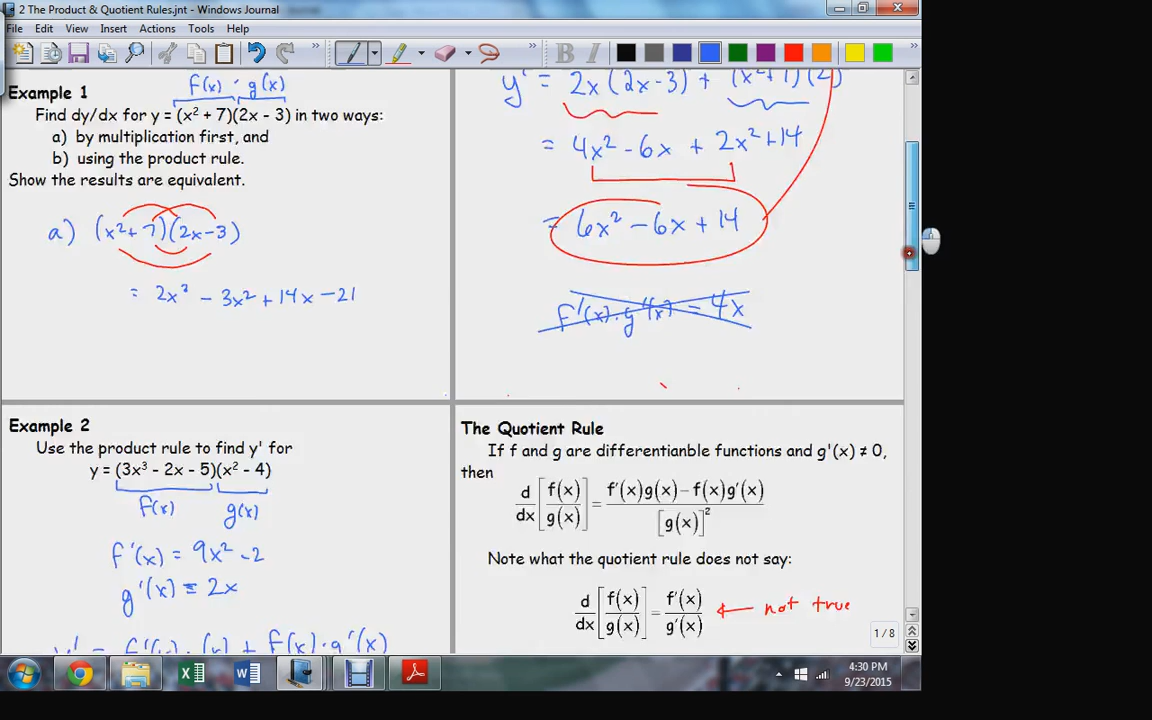 2 The Product & Quotient Rules.jnt - Windows Journal
File Edit View Insert Actions Tools Help
Example 1
f(x) · g(x)
Find dy/dx for y = (x² + 7)(2x - 3) in two ways:
a) by multiplication first, and
b) using the product rule.
Show the results are equivalent.
a) (x²+7)(2x-3)
= 2x³ - 3x² + 14x - 21
y' = 2x(2x-3) + (x²+7)(2)
= 4x² - 6x + 2x² + 14
= 6x² - 6x + 14
f'(x)·g'(x) = 4x
Example 2
Use the product rule to find y' for
y = (3x³ - 2x - 5)(x² - 4)
f(x) g(x)
f'(x) = 9x² - 2
g'(x) = 2x
y' = f'(x)·g(x) + f(x)·g'(x)
The Quotient Rule
If f and g are differentianble functions and g'(x) ≠ 0,
then
d/dx [f(x)/g(x)] = f'(x)g(x) - f(x)g'(x) / [g(x)]²
Note what the quotient rule does not say:
d/dx [f(x)/g(x)] = f'(x)/g'(x) ← not true
1 / 8
4:30 PM
9/23/2015